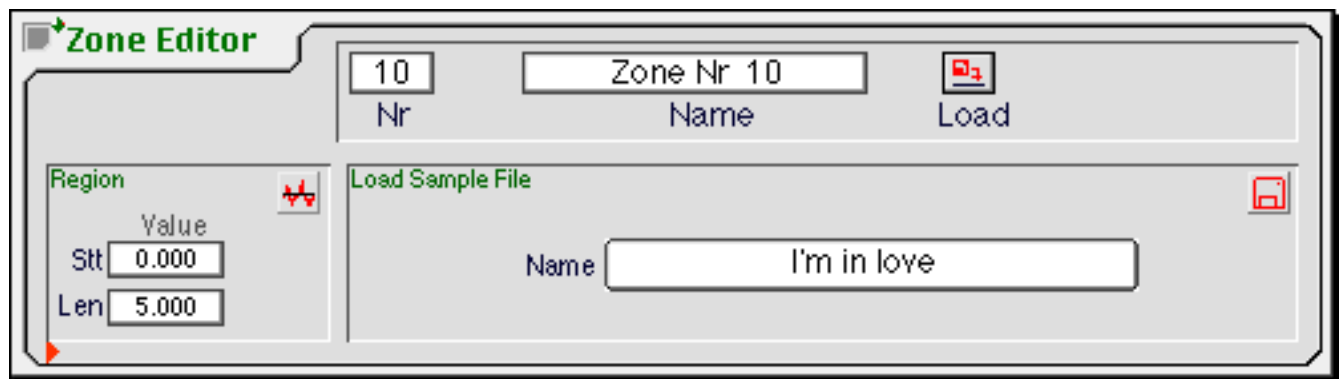 Zone Editor
10 Zone Nr 10
Nr Name Load
Region
Value
Stt 0.000
Len 5.000
Load Sample File
Name I'm in love